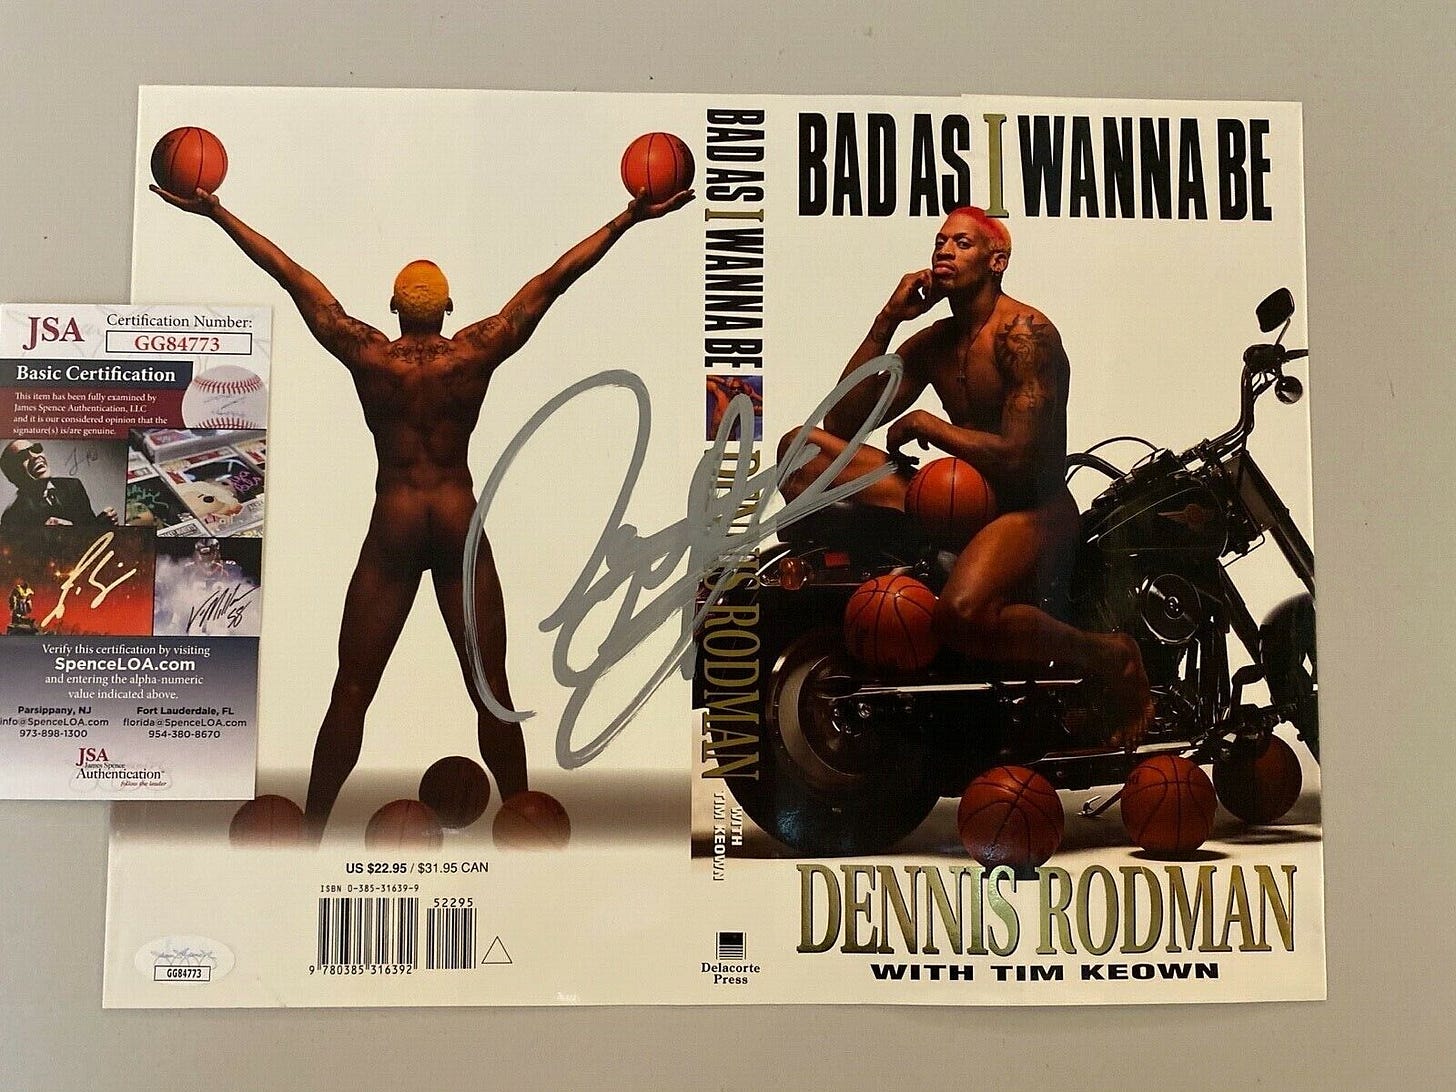 JSA
Certification Number:
GG84773
Basic Certification
This item has been fully examined by
James Spence Authentication, LLC
and it is our considered opinion that the
signature(s) is/are genuine.
Verify this certification by visiting
SpenceLOA.com
and entering the alpha-numeric
value indicated above.
Parsippany, NJ
info@SpenceLOA.com
973-898-1300
Fort Lauderdale, FL
florida@SpenceLOA.com
954-380-8670
JSA
James Spence
Authentication
follow the leader
GG84773
US $22.95 / $31.95 CAN
ISBN 0-385-31639-9
52295
9 780385 316392
BAD AS I WANNA BE
DENNIS RODMAN
WITH
TIM KEOWN
Delacorte
Press
BAD AS I WANNA BE
DENNIS RODMAN
WITH TIM KEOWN